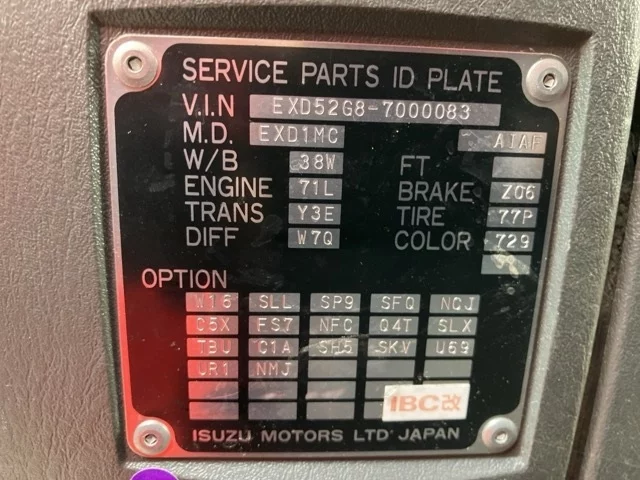 SERVICE PARTS ID PLATE
V.I.N EXD52G8-7000083
M.D. EXD1MC A1AF
W/B 38W FT
ENGINE 71L BRAKE Z06
TRANS Y3E TIRE 77P
DIFF W7Q COLOR 729
OPTION
W16 SLL SP9 SFQ NCJ
C5X FS7 NFC Q4T SLX
TBU C1A SH5 SKV U69
UR1 NMJ
IBC改
ISUZU MOTORS LTD JAPAN